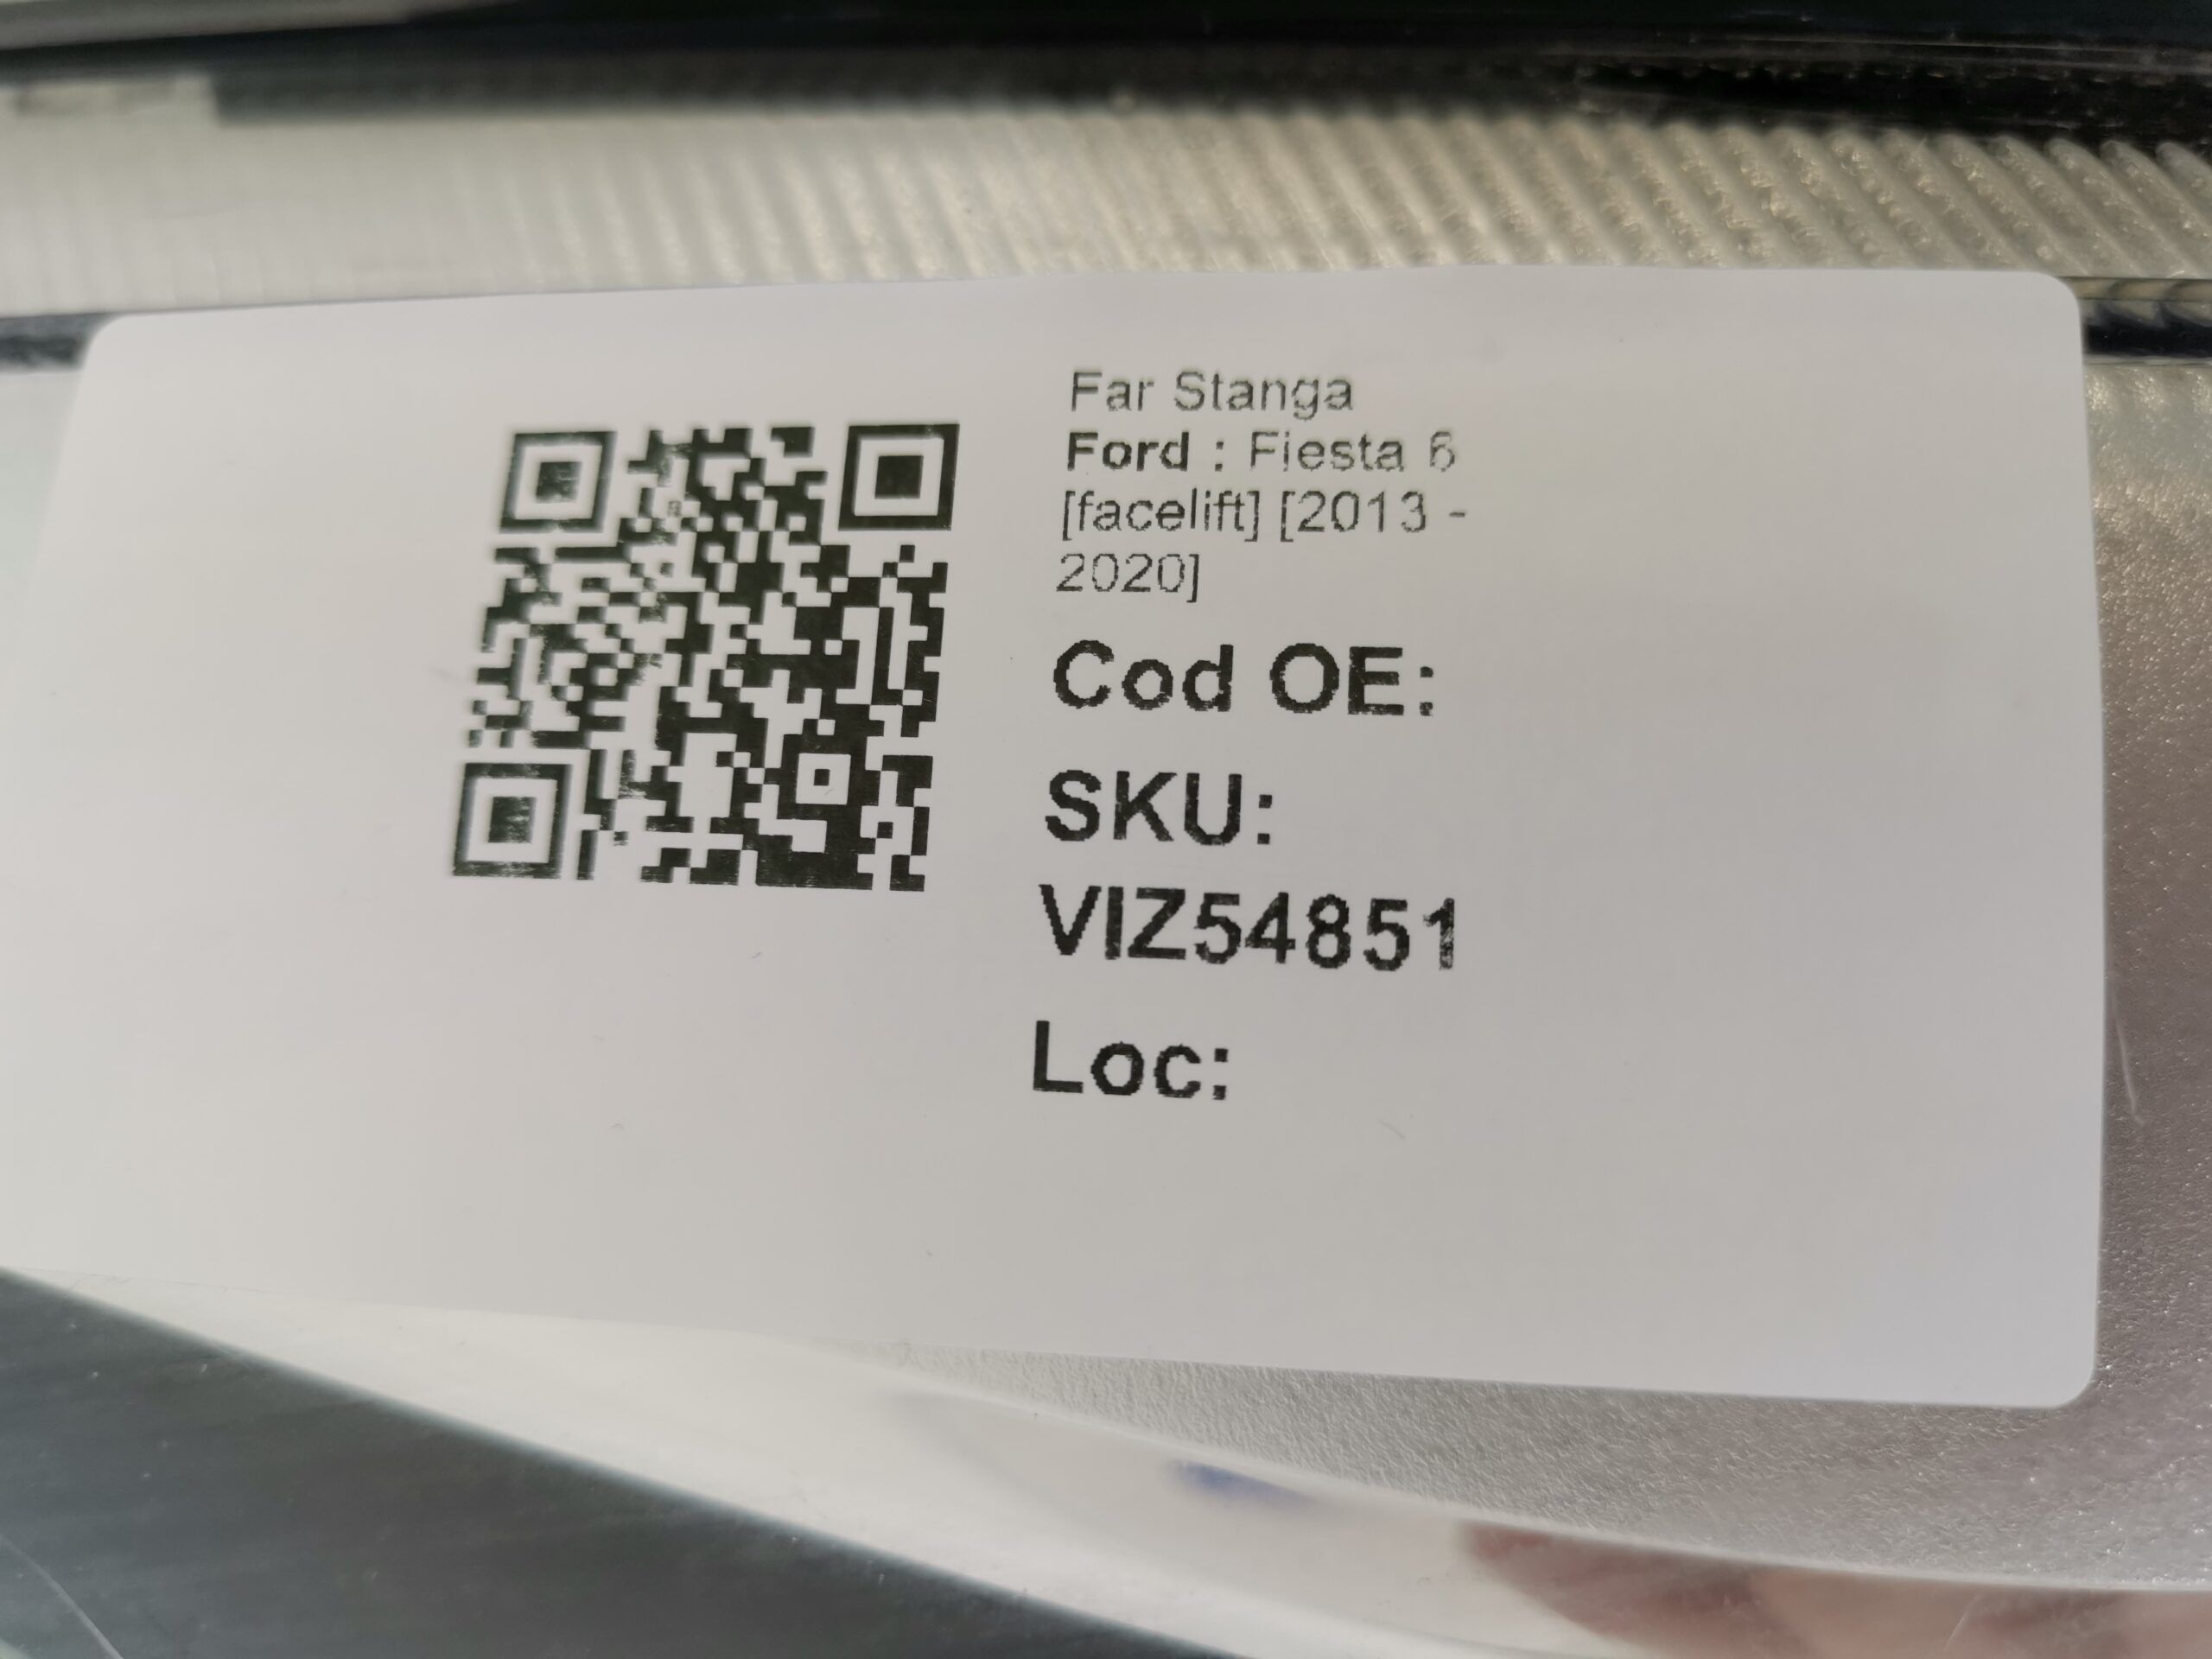 Far Stanga
Ford : Fiesta 6
[facelift] [2013 -
2020]
Cod OE:
SKU:
VIZ54851
Loc: